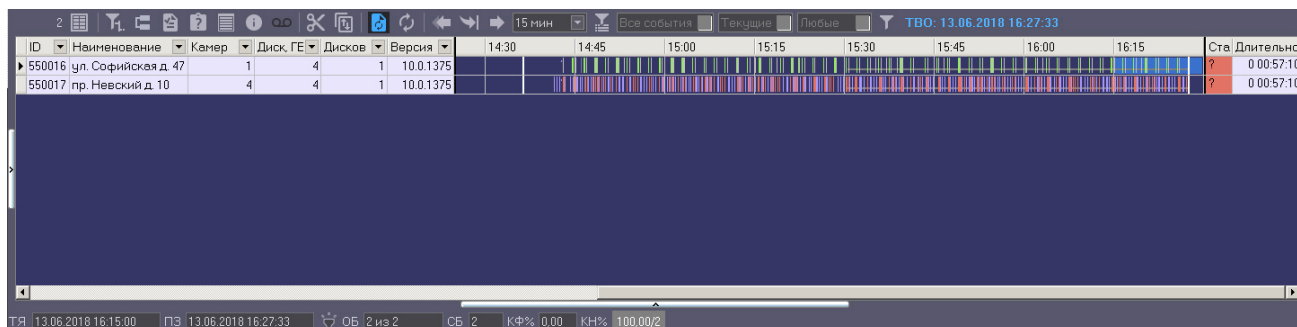 2 15 мин Все события Текущие Любые ТВО: 13.06.2018 16:27:33
ID Наименование Камер Диск, ГЕ Дисков Версия 14:30 14:45 15:00 15:15 15:30 15:45 16:00 16:15 Ста Длительно
550016 ул. Софийская д. 47 1 4 1 10.0.1375 ? 0 00:57:10
550017 пр. Невский д. 10 4 4 1 10.0.1375 ? 0 00:57:10
ТЯ 13.06.2018 16:15:00 ПЗ 13.06.2018 16:27:33 ОБ 2 из 2 СБ 2 КФ% 0,00 КН% 100,00/2